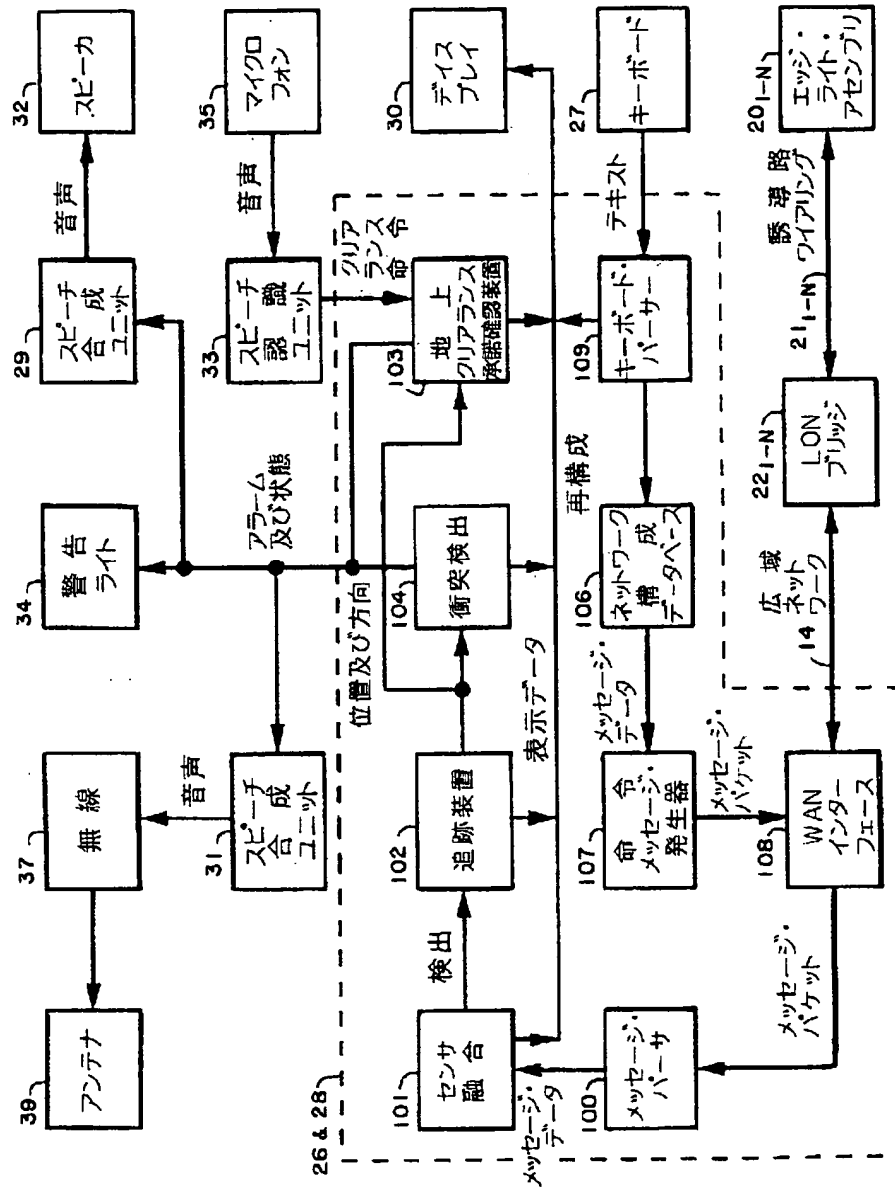 39
アンテナ
37
無線
34
警告
ライト
29
スピーチ
合成
ユニット
音声
32
スピーカ
音声
31
スピーチ
合成
ユニット
アラーム
及び状態
33
スピーチ
認識
ユニット
音声
35
マイクロ
フォン
26 & 28
位置及び方向
クリア
ランス
命令
101
センサ
融合
検出
102
追跡装置
104
衝突検出
103
地上
クリアランス
承諾確認装置
30
ディス
プレイ
表示データ
メッセージ・
データ
100
メッセージ・
パーサ
107
命令
メッセージ・
発生器
メッセージ・
データ
106
ネットワーク
構成
データベース
再構成
109
キーボード・
パーサー
テキスト
27
キーボード
メッセージ・
パケット
メッセージ・
パケット
108
WAN
インター
フェース
14
広域
ネット
ワーク
22 1-N
LON
ブリッジ
21 1-N
誘導路
ワイアリング
20 1-N
エッジ・
ライト・
アセンブリ